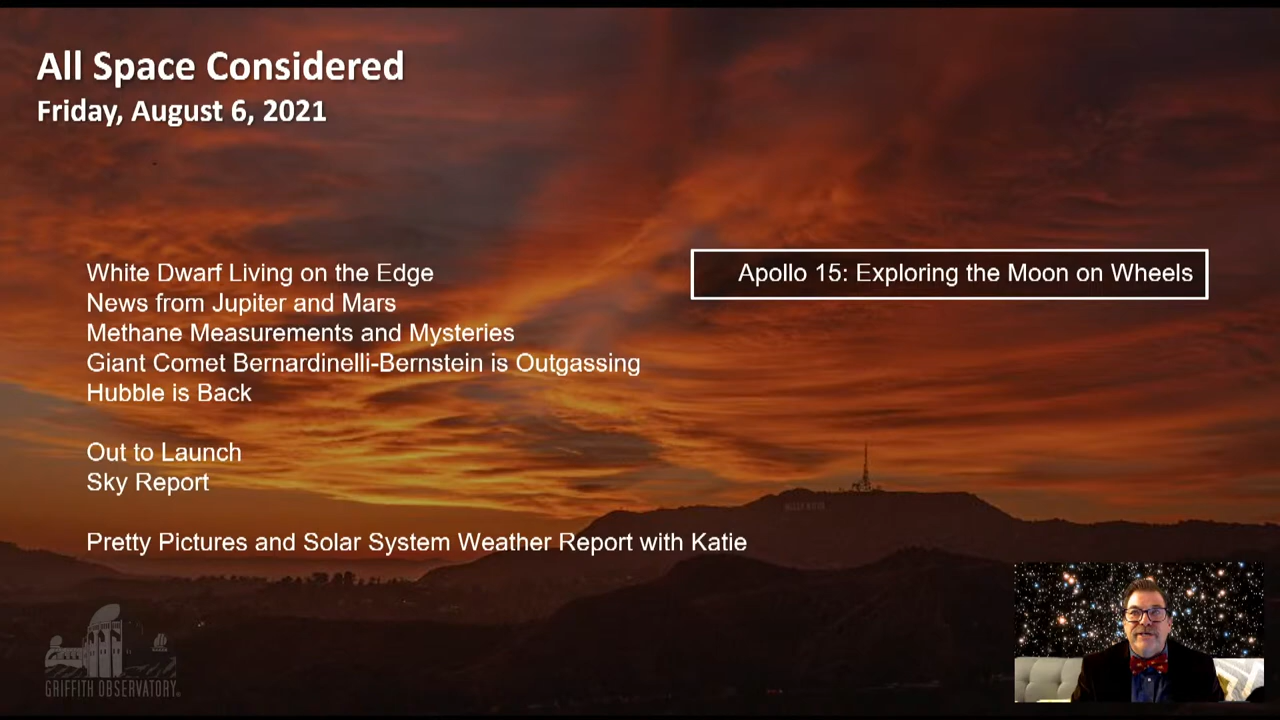 All Space Considered
Friday, August 6, 2021
White Dwarf Living on the Edge
News from Jupiter and Mars
Methane Measurements and Mysteries
Giant Comet Bernardinelli-Bernstein is Outgassing
Hubble is Back
Out to Launch
Sky Report
Pretty Pictures and Solar System Weather Report with Katie
Apollo 15: Exploring the Moon on Wheels
GRIFFITH OBSERVATORY